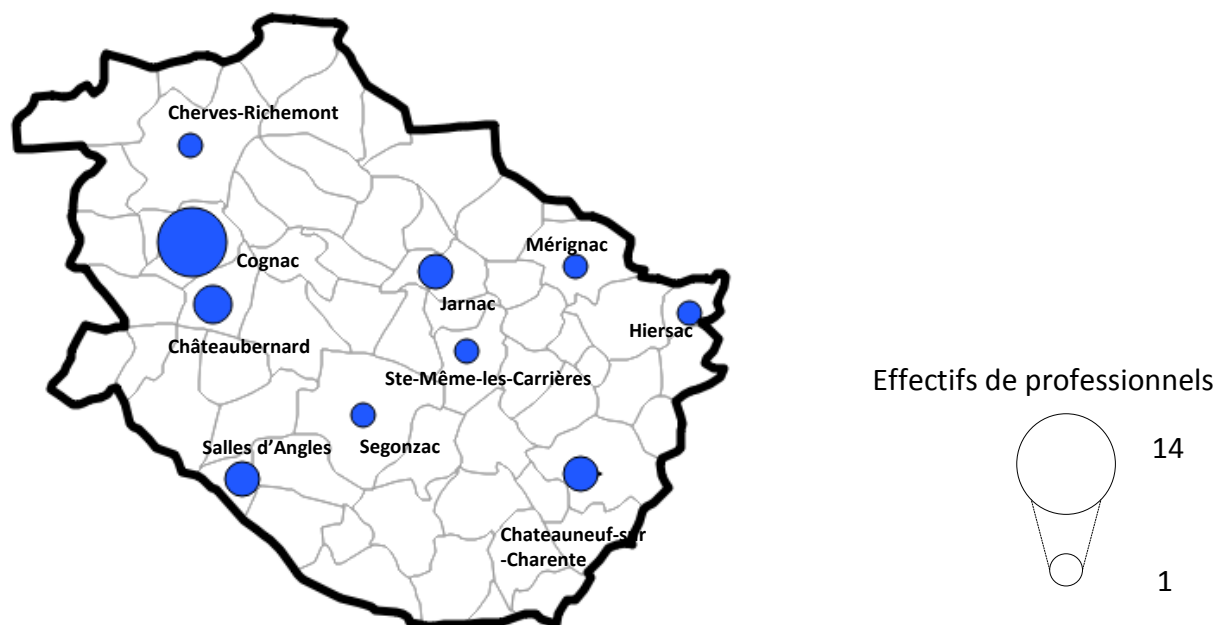 Cherves-Richemont
Cognac
Mérignac
Jarnac
Hiersac
Châteaubernard
Ste-Même-les-Carrières
Segonzac
Salles d’Angles
Chateauneuf-sur
-Charente
Effectifs de professionnels
14
1